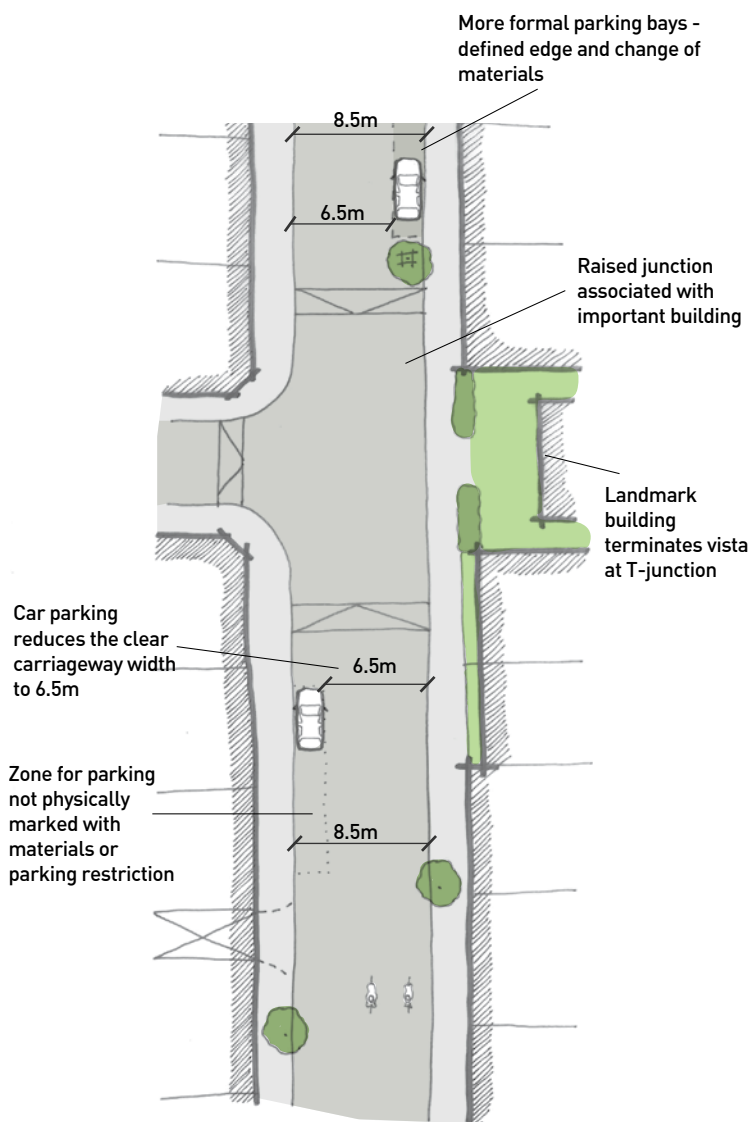 More formal parking bays -
defined edge and change of
materials
8.5m
6.5m
Raised junction
associated with
important building
Landmark
building
terminates vista
at T-junction
Car parking
reduces the clear
carriageway width
to 6.5m
6.5m
Zone for parking
not physically
marked with
materials or
parking restriction
8.5m